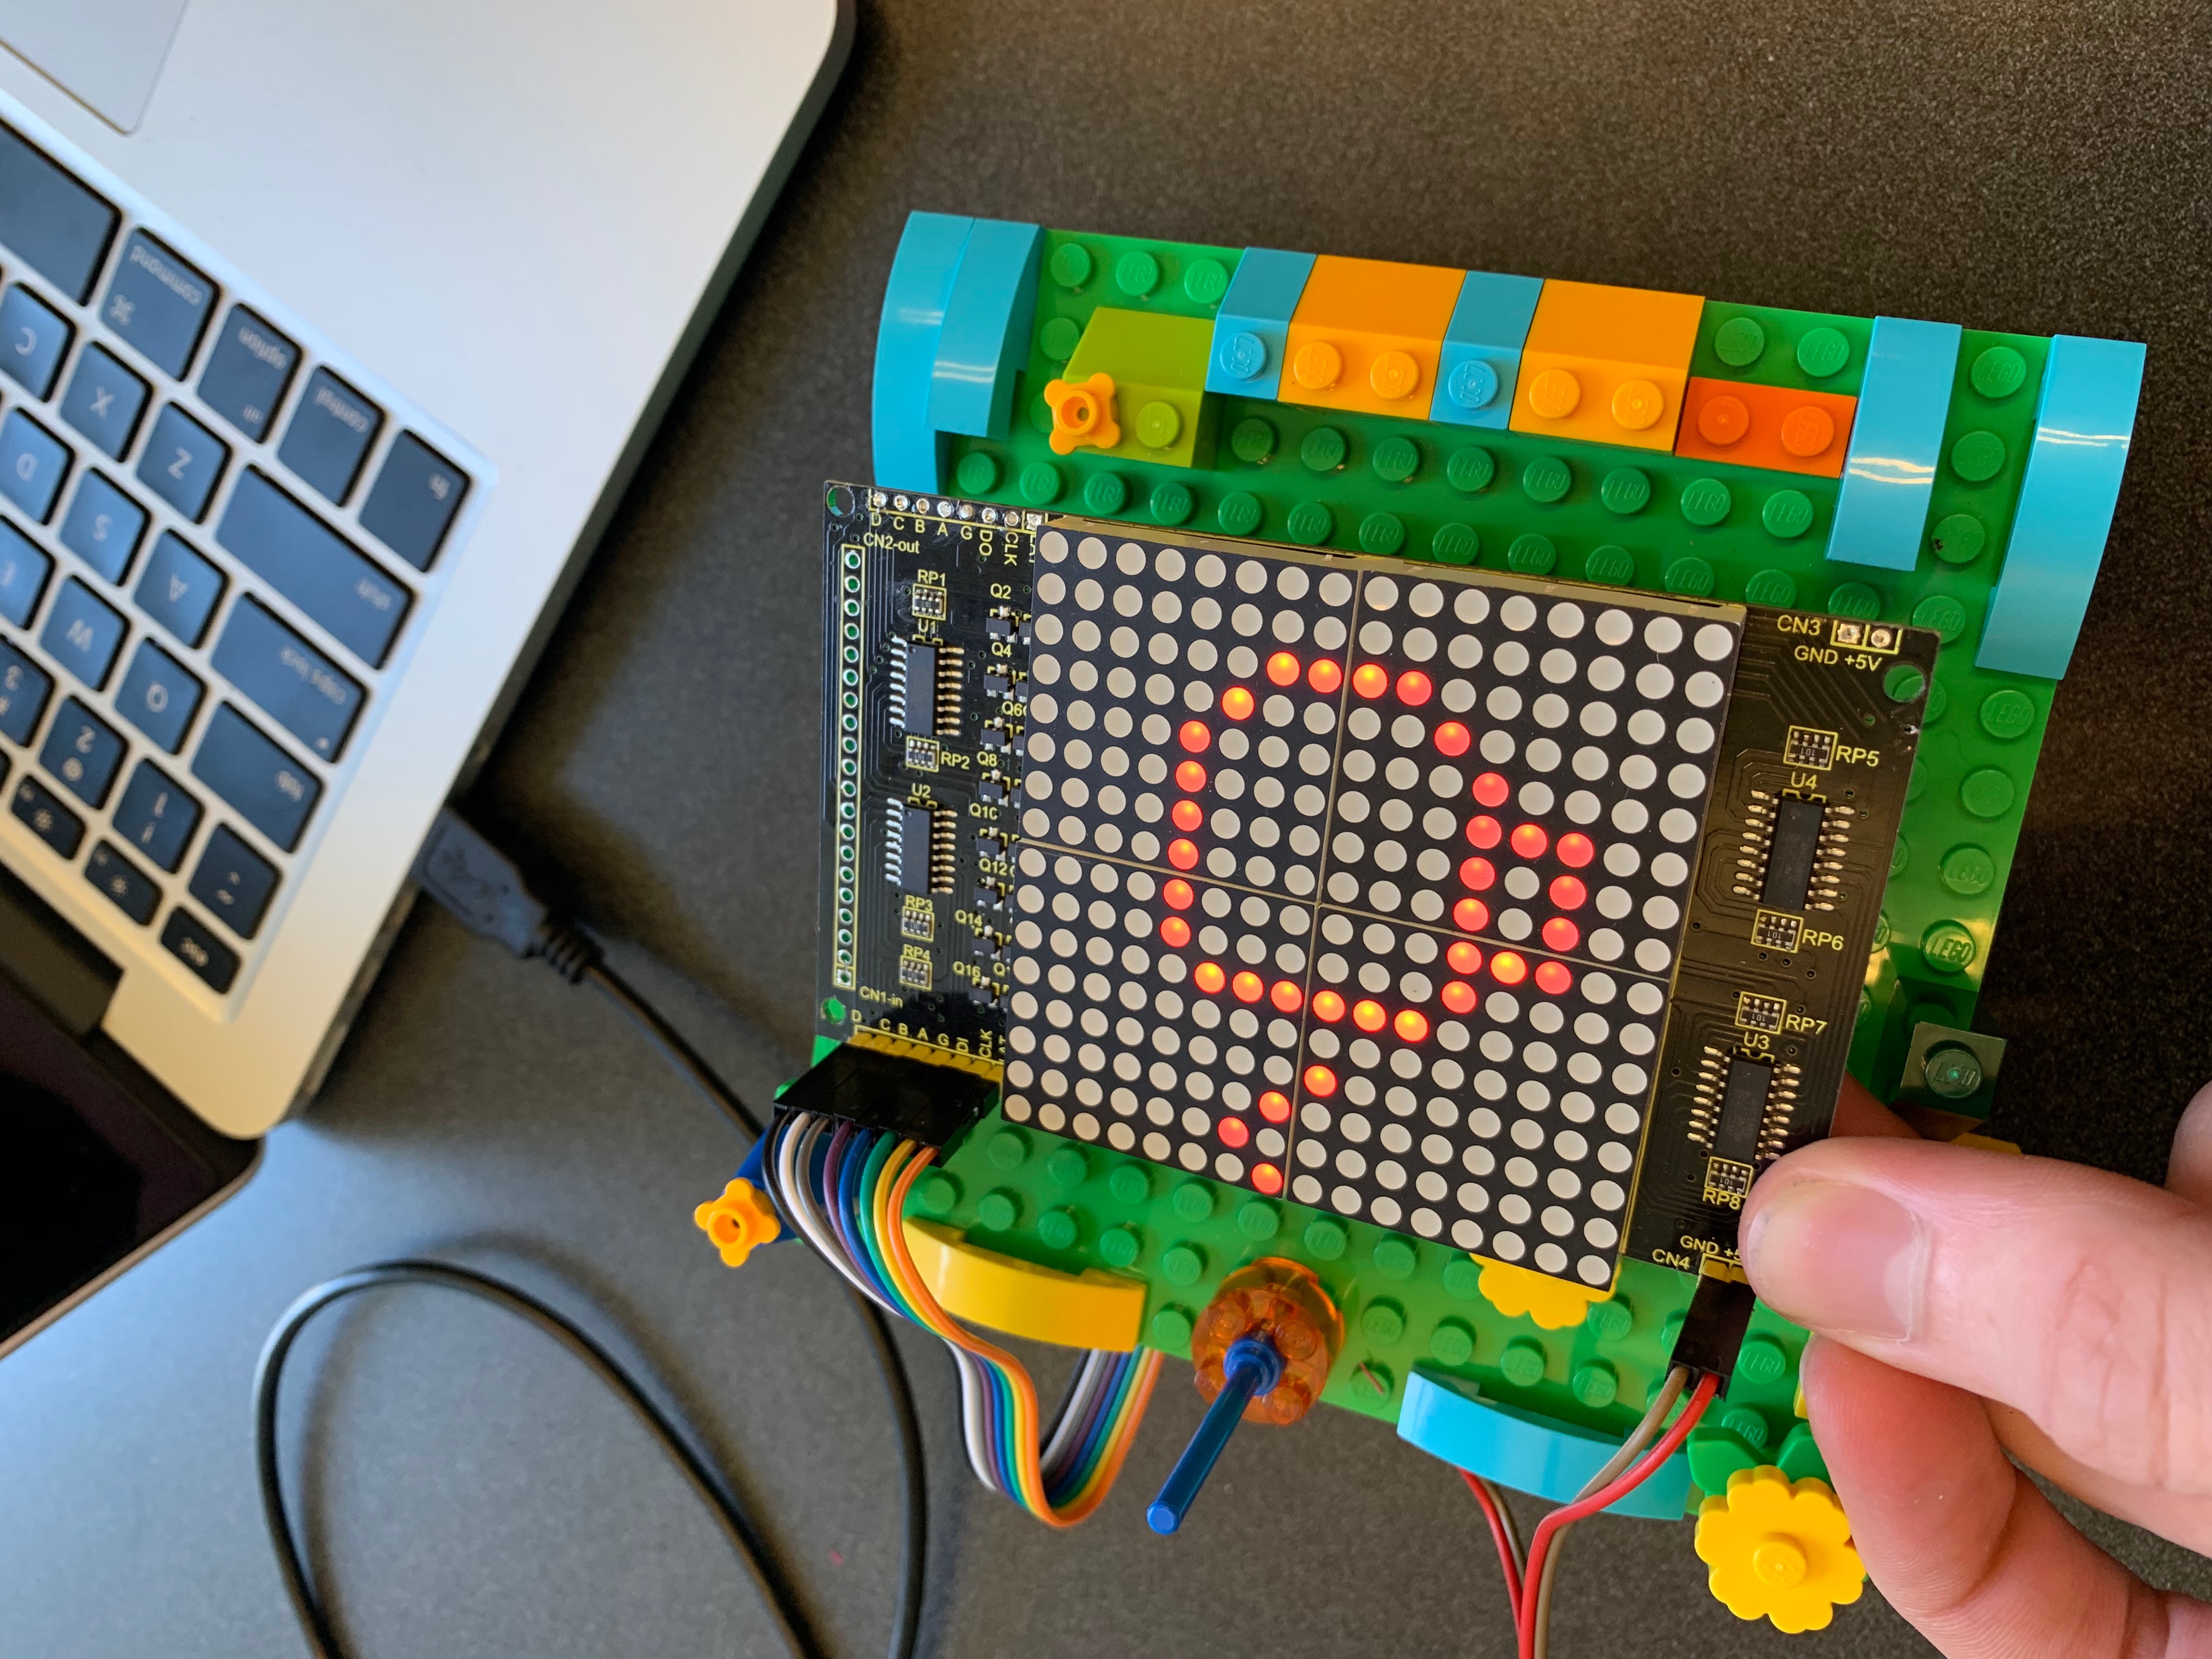 esc
! 1
@ 2
# 3
~ `
Q
W
E
tab
A
S
D
caps lock
Z
X
C
shift
fn
control
alt option
⌘ command
CN1-in
CN2-out
D
C
B
A
G
DI
CLK
D
C
B
A
G
DO
CLK
RP4
RP3
U2
RP2
U1
RP1
Q16
Q14
Q12
Q10
Q8
Q6
Q4
Q2
CN4
GND +5
RP8
U3
RP7
RP6
U4
RP5
CN3
GND +5V
LEGO